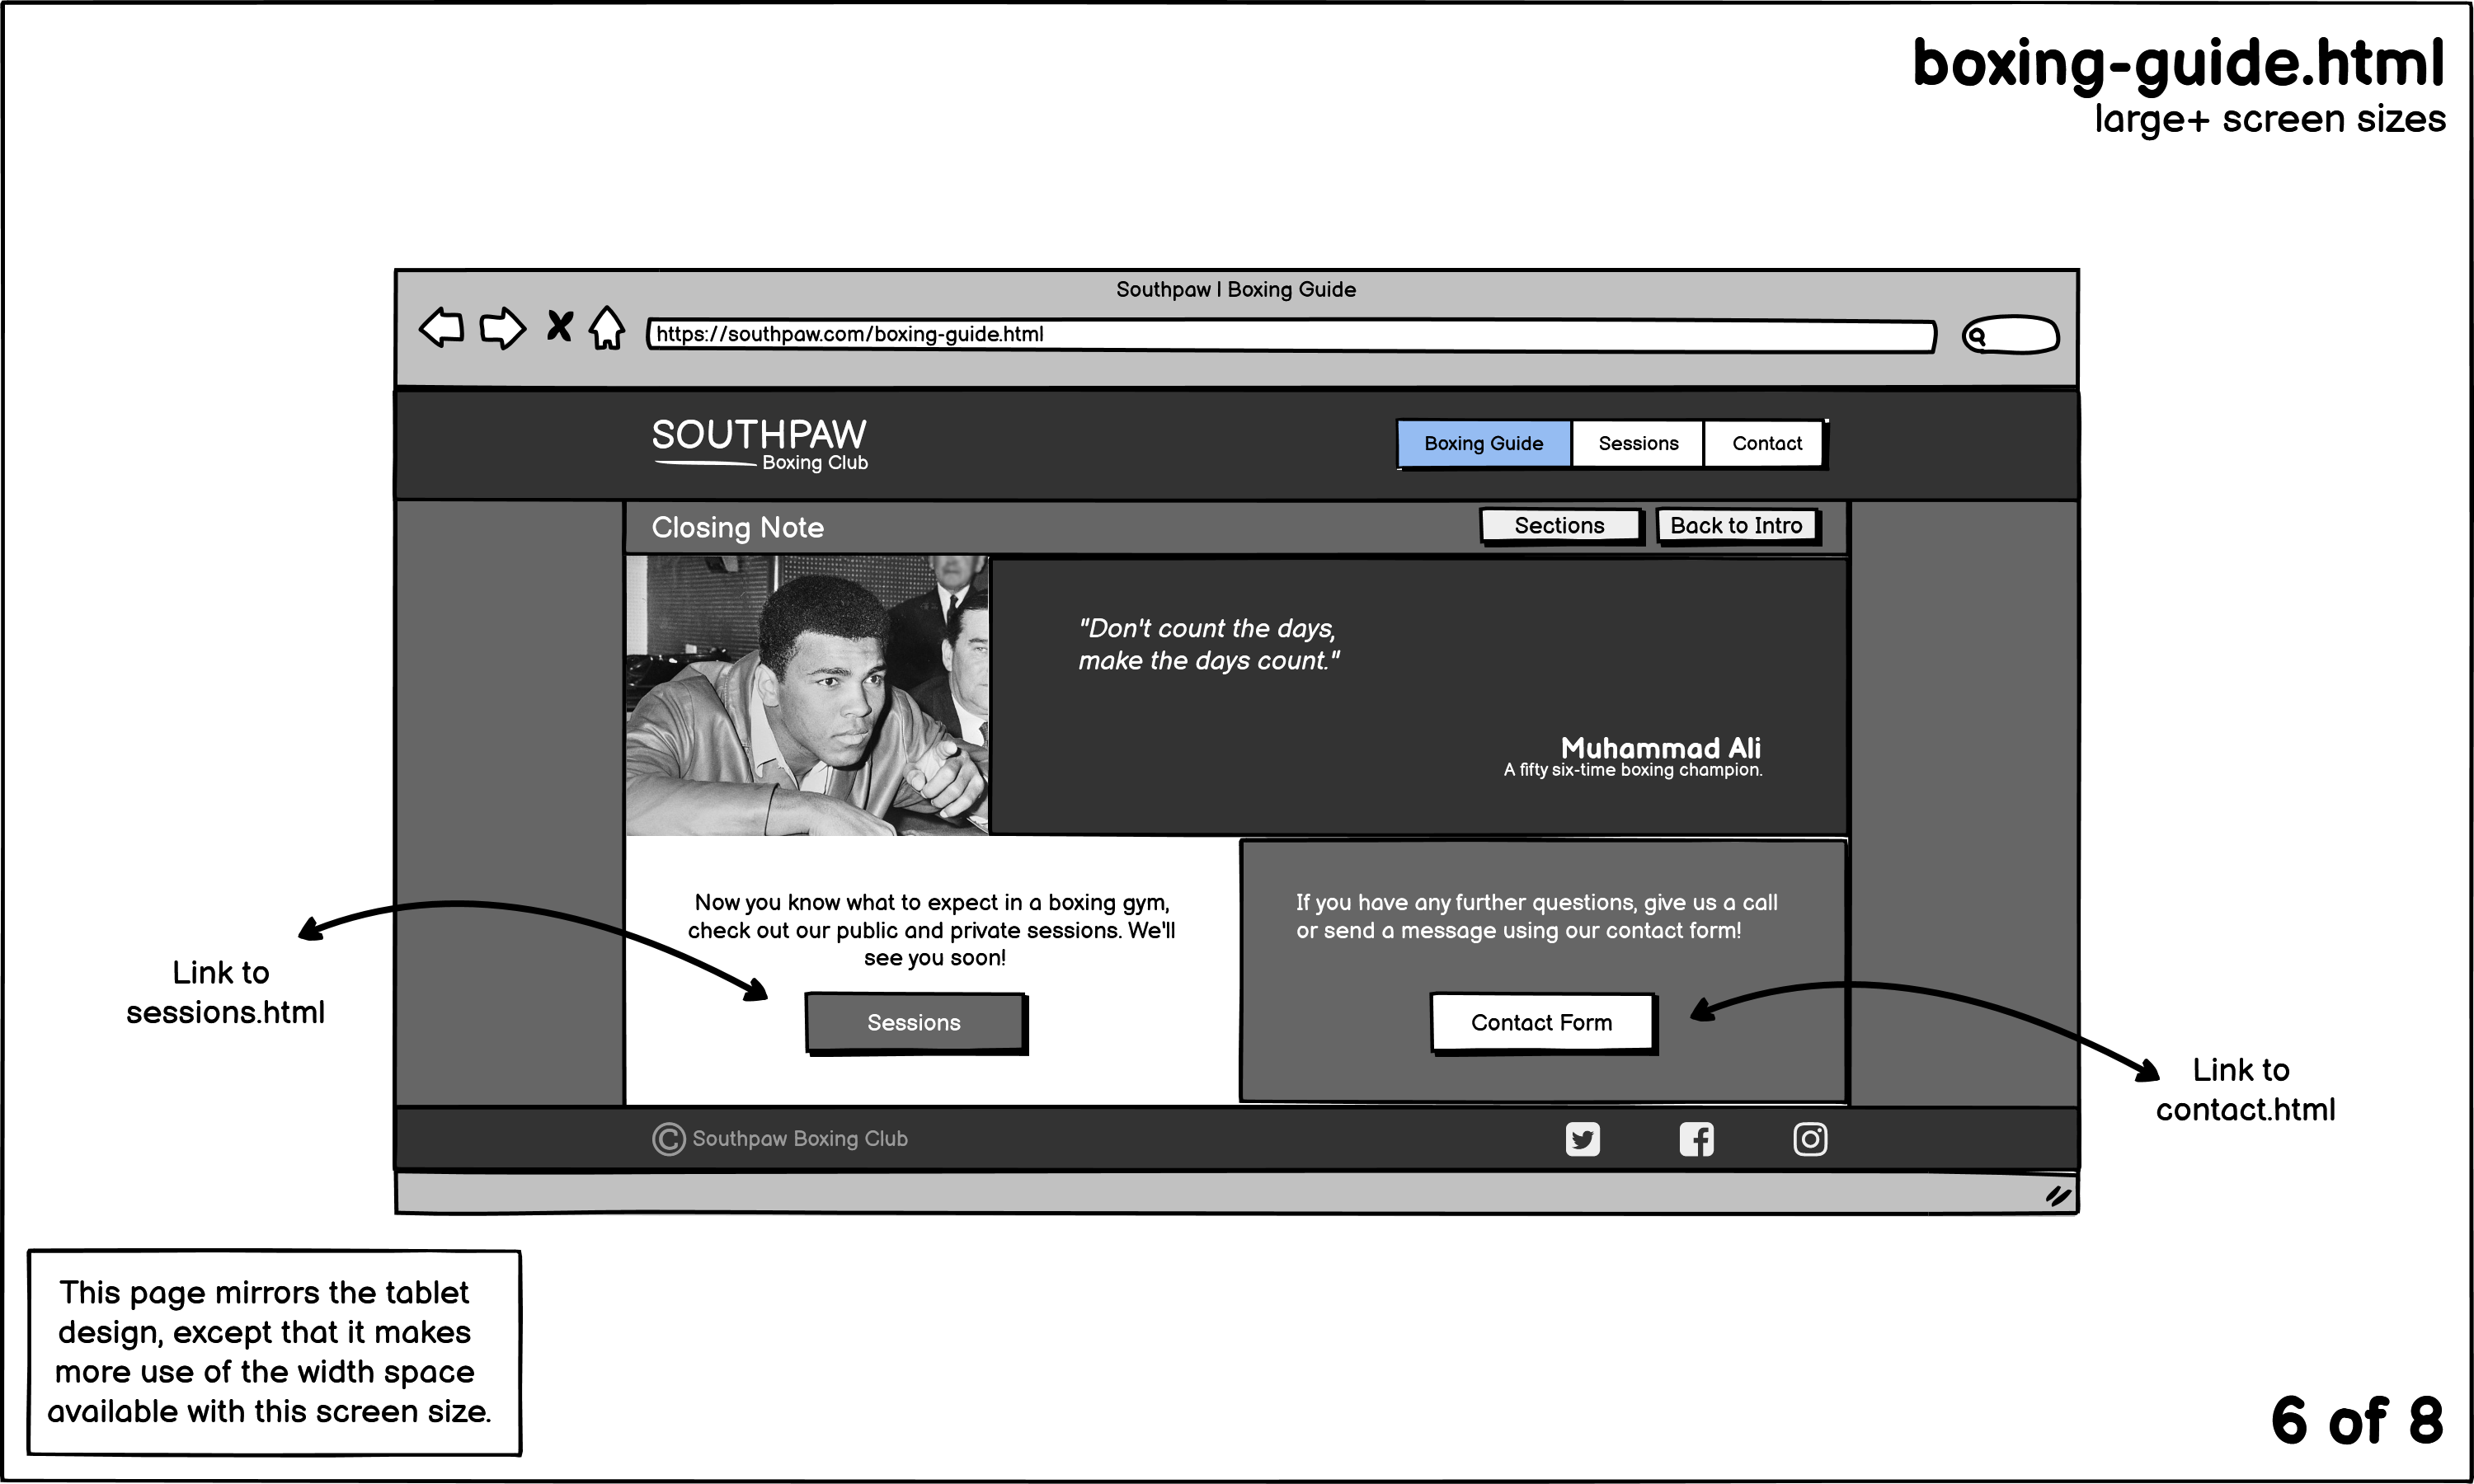 boxing-guide.html
large+ screen sizes
Southpaw | Boxing Guide
https://southpaw.com/boxing-guide.html
SOUTHPAW
Boxing Club
Boxing Guide
Sessions
Contact
Closing Note
Sections
Back to Intro
"Don't count the days,
make the days count."
Muhammad Ali
A fifty six-time boxing champion.
Now you know what to expect in a boxing gym,
check out our public and private sessions. We'll
see you soon!
Sessions
If you have any further questions, give us a call
or send a message using our contact form!
Contact Form
Link to
sessions.html
Link to
contact.html
© Southpaw Boxing Club
This page mirrors the tablet
design, except that it makes
more use of the width space
available with this screen size.
6 of 8